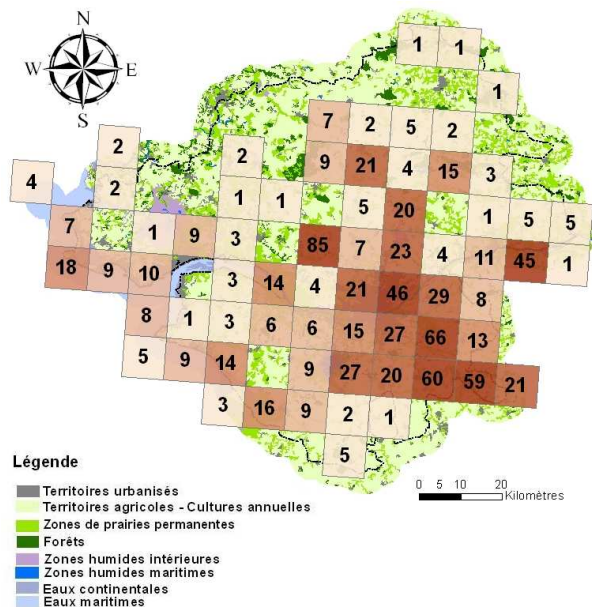 N
W E
S
1 1
1
7 2 5 2
2 2 9 21 4 15 3
4 2 1 1 5 20 1 5 5
7 1 9 3 85 7 23 4 11 45 1
18 9 10 3 14 4 21 46 29 8
8 1 3 6 6 15 27 66 13
5 9 14 9 27 20 60 59 21
3 16 9 2 1
5
Légende
Territoires urbanisés
Territoires agricoles - Cultures annuelles
Zones de prairies permanentes
Forêts
Zones humides intérieures
Zones humides maritimes
Eaux continentales
Eaux maritimes
0 5 10 20
Kilomètres